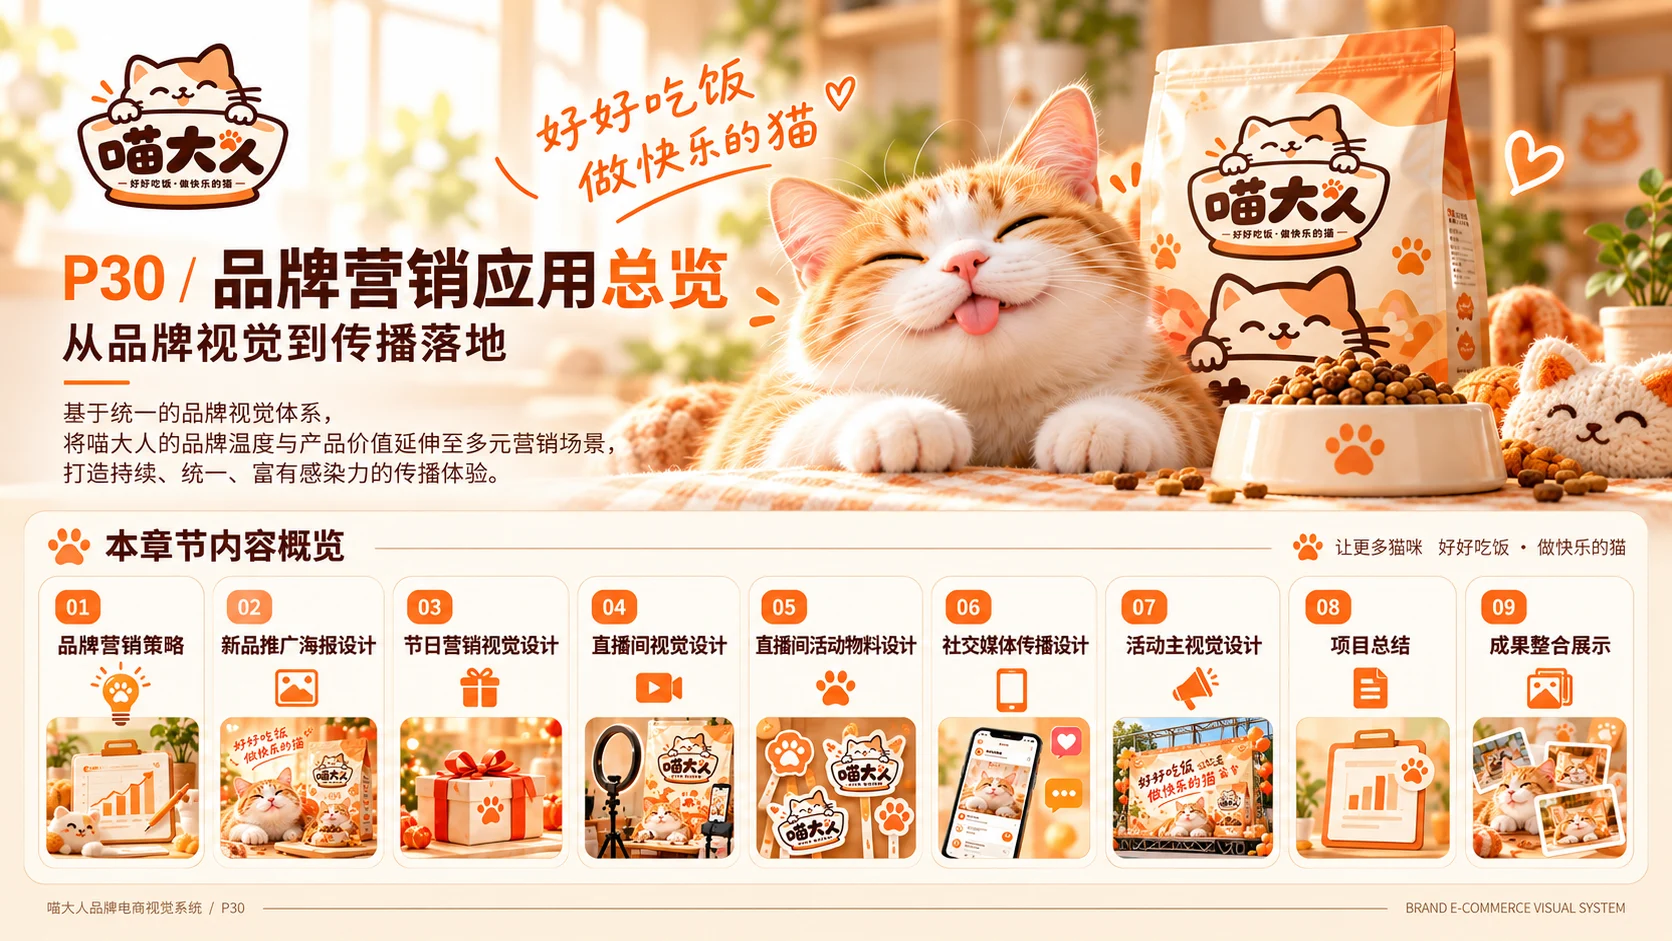 喵大人
好好吃饭·做快乐的猫
好好吃饭
做快乐的猫
喵大人
好好吃饭·做快乐的猫
P30 / 品牌营销应用总览
从品牌视觉到传播落地
基于统一的品牌视觉体系，
将喵大人的品牌温度与产品价值延伸至多元营销场景，
打造持续、统一、富有感染力的传播体验。
本章节内容概览
让更多猫咪 好好吃饭 • 做快乐的猫
01
品牌营销策略
02
新品推广海报设计
好好吃饭
做快乐的猫
喵大人
03
节日营销视觉设计
04
直播间视觉设计
喵大人
05
直播间活动物料设计
喵大人
喵大人
06
社交媒体传播设计
07
活动主视觉设计
好好吃饭
做快乐的猫
08
项目总结
09
成果整合展示
喵大人品牌电商视觉系统 / P30
BRAND E-COMMERCE VISUAL SYSTEM